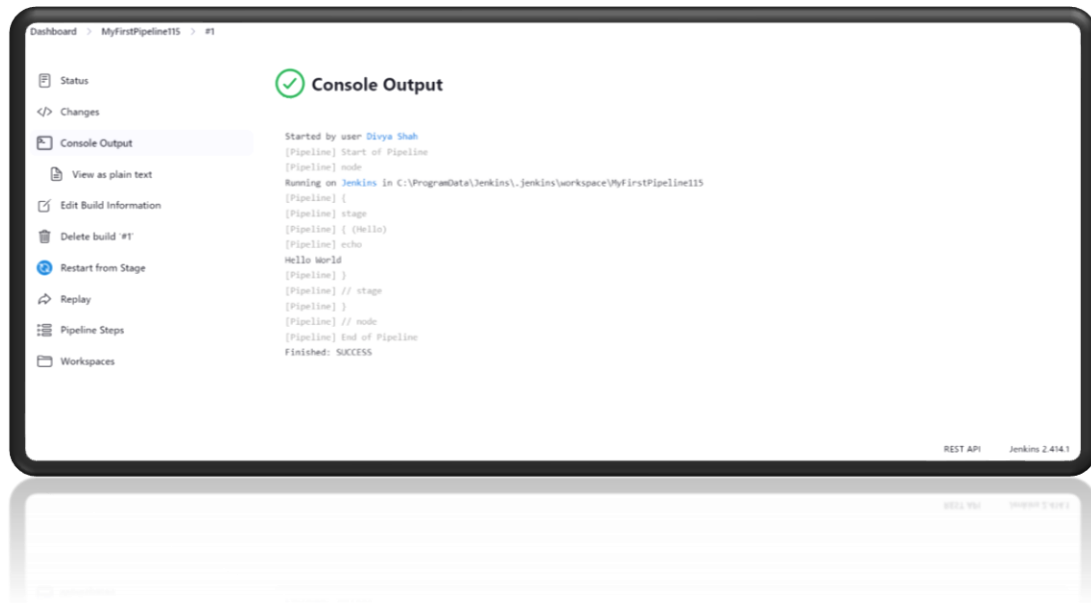 Dashboard > MyFirstPipeline115 > #1
Status
</> Changes
Console Output
View as plain text
Edit Build Information
Delete build '#1'
Restart from Stage
Replay
Pipeline Steps
Workspaces
Console Output
Started by user Divya Shah
[Pipeline] Start of Pipeline
[Pipeline] node
Running on Jenkins in C:\ProgramData\Jenkins\.jenkins\workspace\MyFirstPipeline115
[Pipeline] {
[Pipeline] stage
[Pipeline] { (Hello)
[Pipeline] echo
Hello World
[Pipeline] }
[Pipeline] // stage
[Pipeline] }
[Pipeline] // node
[Pipeline] End of Pipeline
Finished: SUCCESS
REST API Jenkins 2.414.1